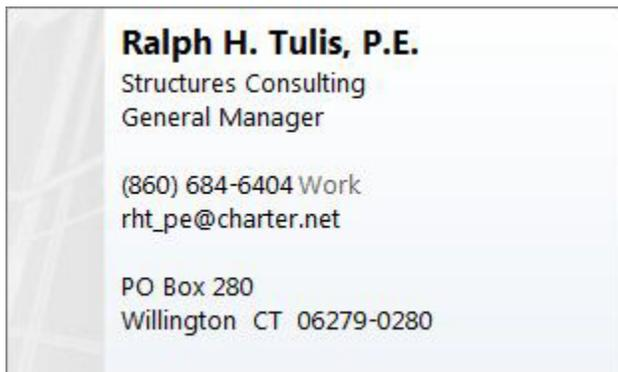 Ralph H. Tulis, P.E.
Structures Consulting
General Manager
(860) 684-6404 Work
rht_pe@charter.net
PO Box 280
Willington  CT  06279-0280